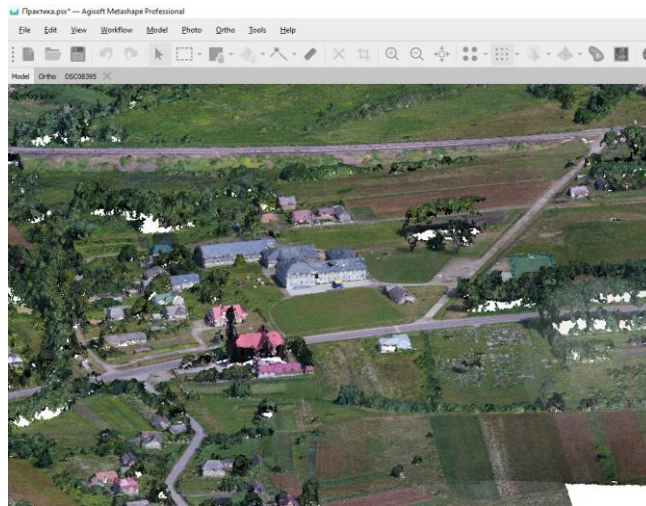 Практика.psx* — Agisoft Metashape Professional
File Edit View Workflow Model Photo Ortho Tools Help
Model Ortho DSC08395